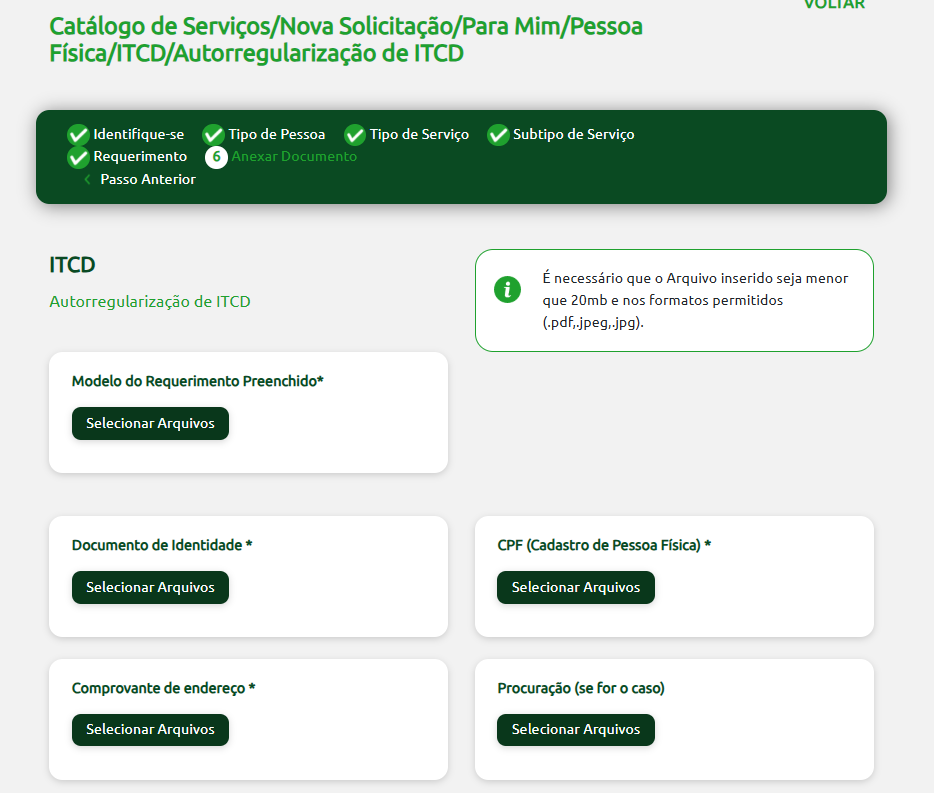 VOLTAR
Catálogo de Serviços/Nova Solicitação/Para Mim/Pessoa
Física/ITCD/Autorregularização de ITCD
Identifique-se Tipo de Pessoa Tipo de Serviço Subtipo de Serviço
Requerimento 6 Anexar Documento
Passo Anterior
ITCD
Autorregularização de ITCD
É necessário que o Arquivo inserido seja menor
que 20mb e nos formatos permitidos
(.pdf,.jpeg,.jpg).
Modelo do Requerimento Preenchido*
Selecionar Arquivos
Documento de Identidade *
Selecionar Arquivos
CPF (Cadastro de Pessoa Física) *
Selecionar Arquivos
Comprovante de endereço *
Selecionar Arquivos
Procuração (se for o caso)
Selecionar Arquivos